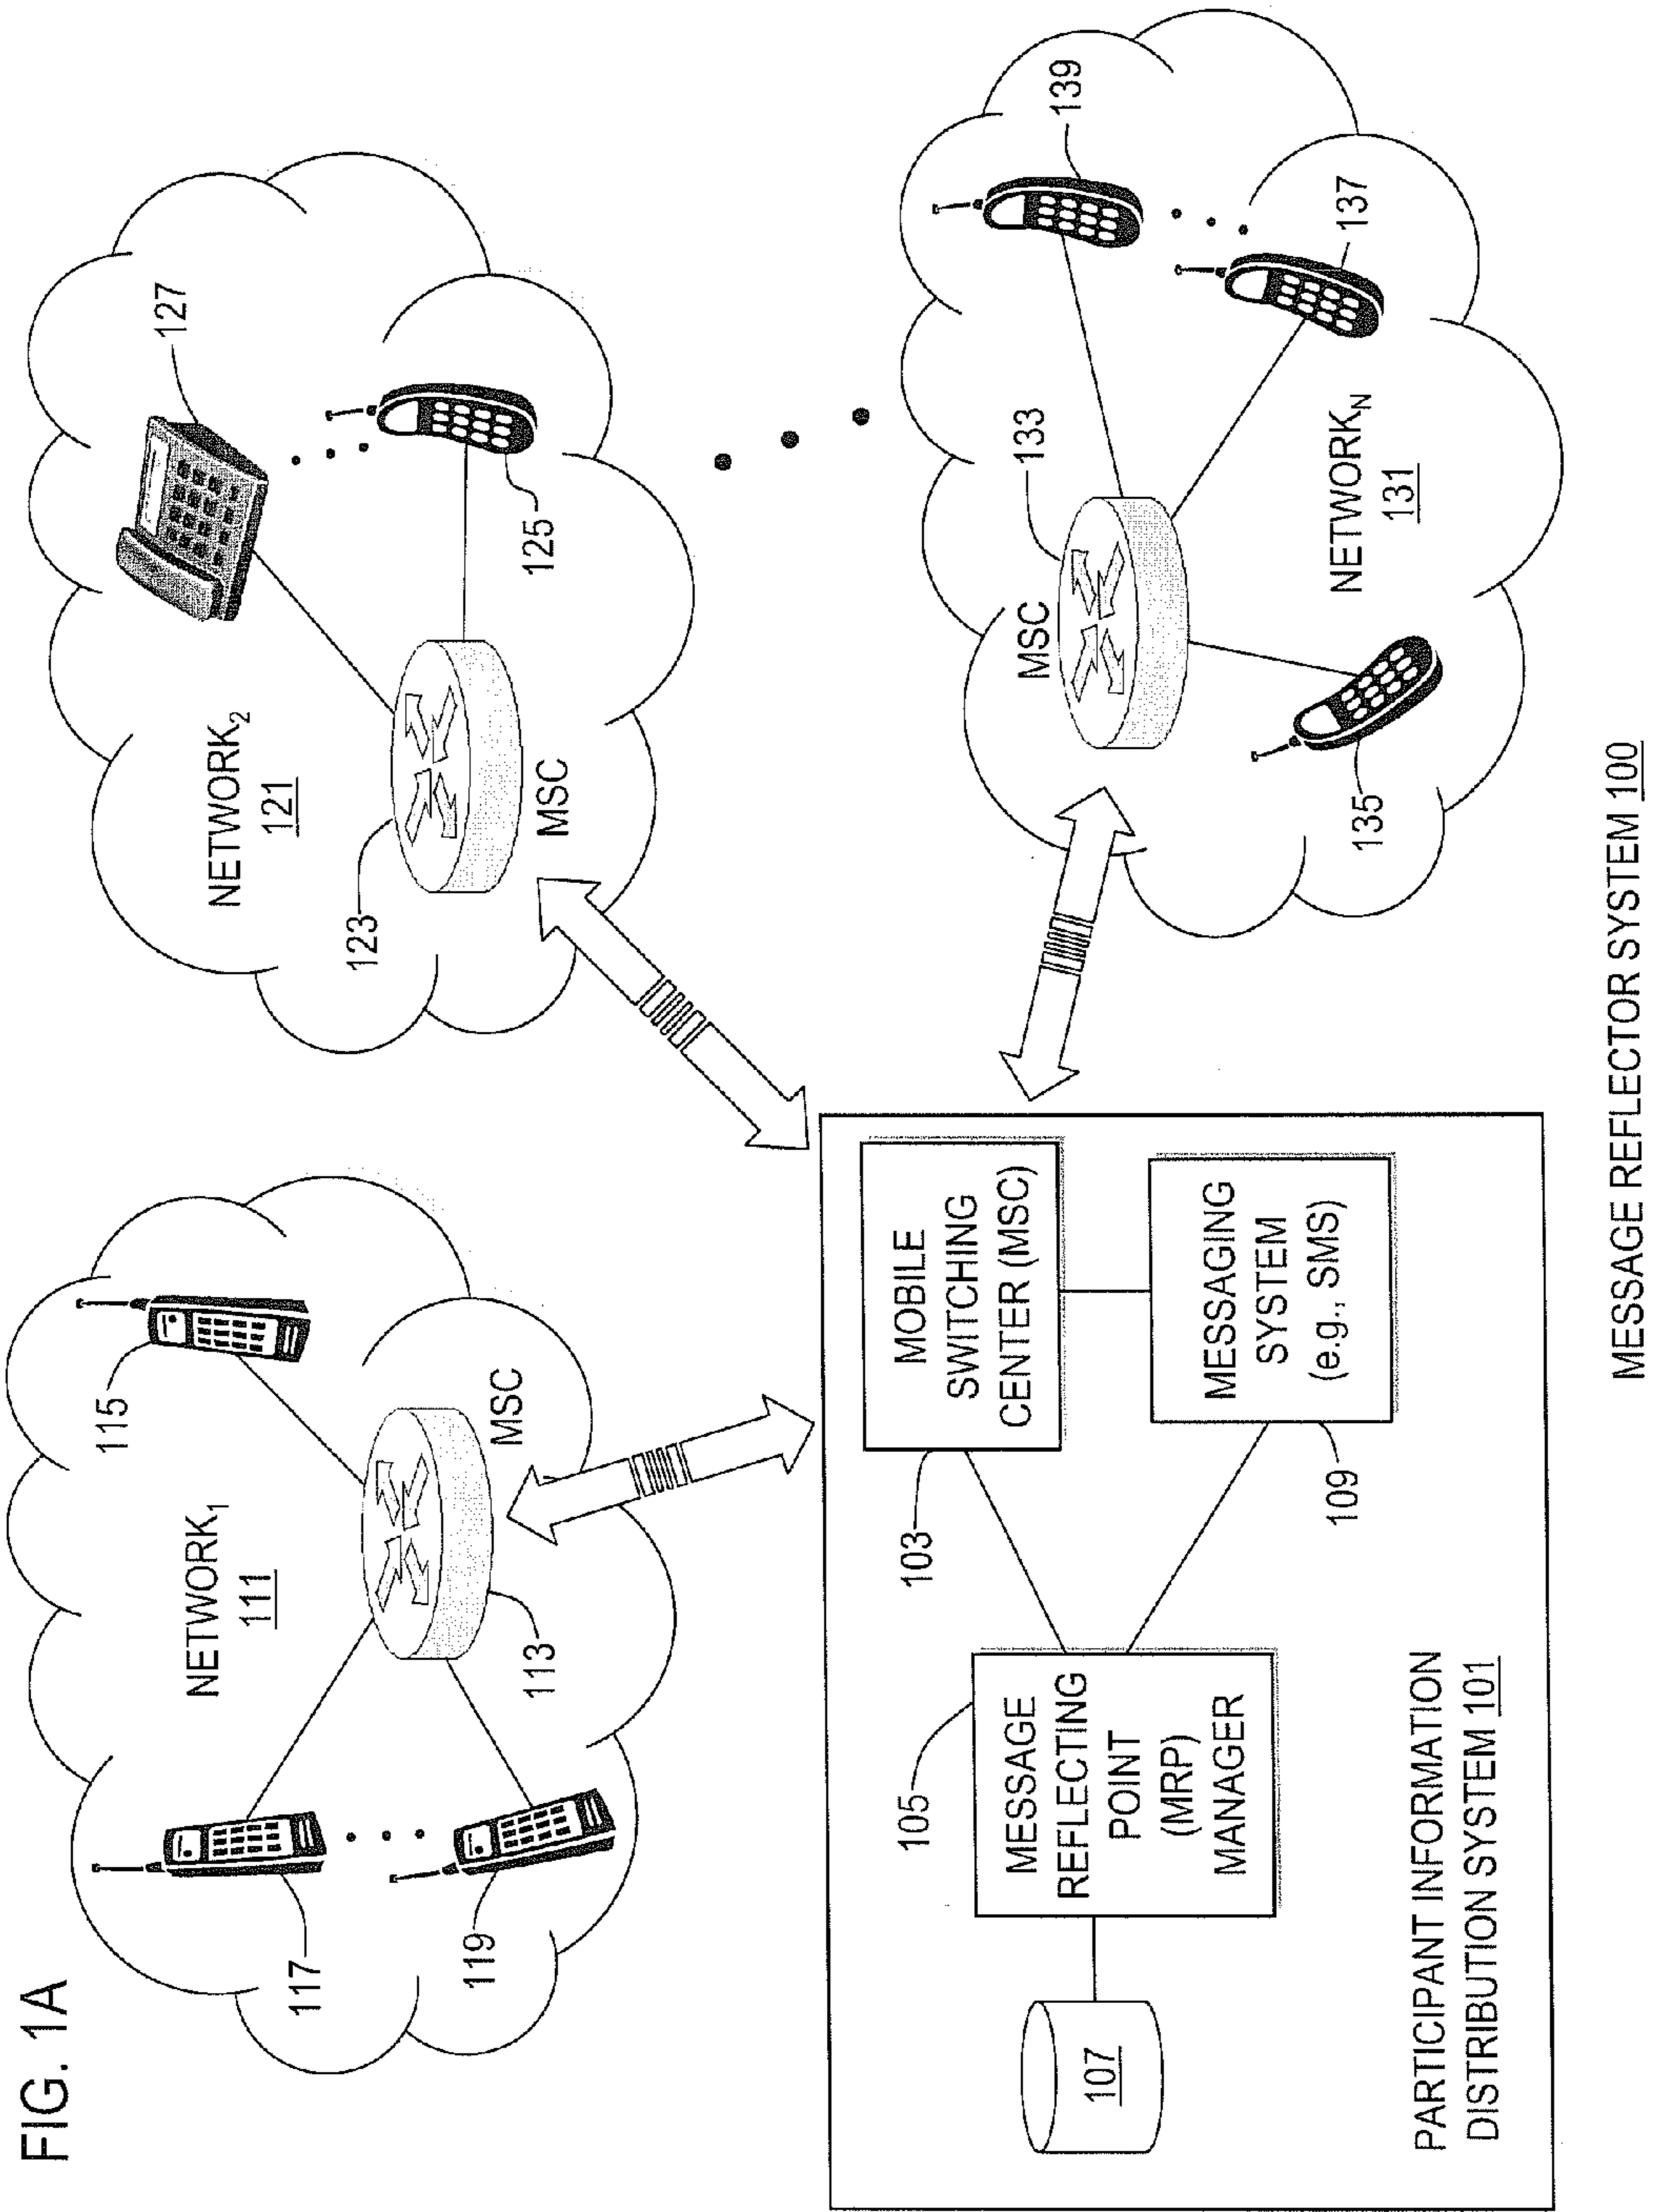 FIG. 1A
NETWORK1
111
115
117
119
113
MSC
NETWORK2
121
127
125
123
MSC
MSC
133
139
137
135
NETWORKN
131
105
MESSAGE
REFLECTING
POINT
(MRP)
MANAGER
107
103
MOBILE
SWITCHING
CENTER (MSC)
MESSAGING
SYSTEM
(e.g., SMS)
109
PARTICIPANT INFORMATION
DISTRIBUTION SYSTEM 101
MESSAGE REFLECTOR SYSTEM 100